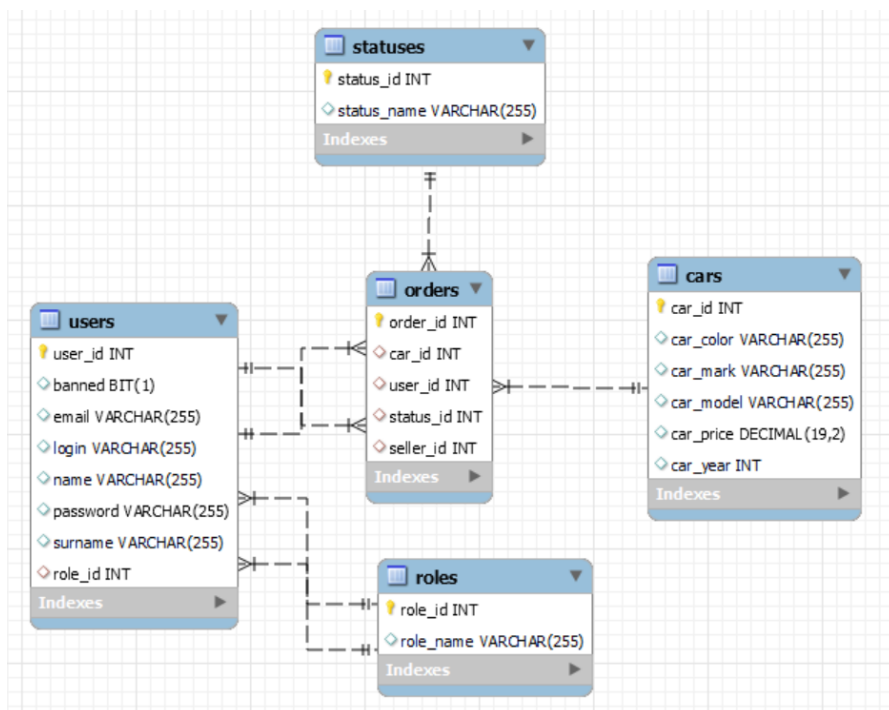 statuses
status_id INT
status_name VARCHAR(255)
Indexes
orders
order_id INT
car_id INT
user_id INT
status_id INT
seller_id INT
Indexes
cars
car_id INT
car_color VARCHAR(255)
car_mark VARCHAR(255)
car_model VARCHAR(255)
car_price DECIMAL(19,2)
car_year INT
Indexes
users
user_id INT
banned BIT(1)
email VARCHAR(255)
login VARCHAR(255)
name VARCHAR(255)
password VARCHAR(255)
surname VARCHAR(255)
role_id INT
Indexes
roles
role_id INT
role_name VARCHAR(255)
Indexes